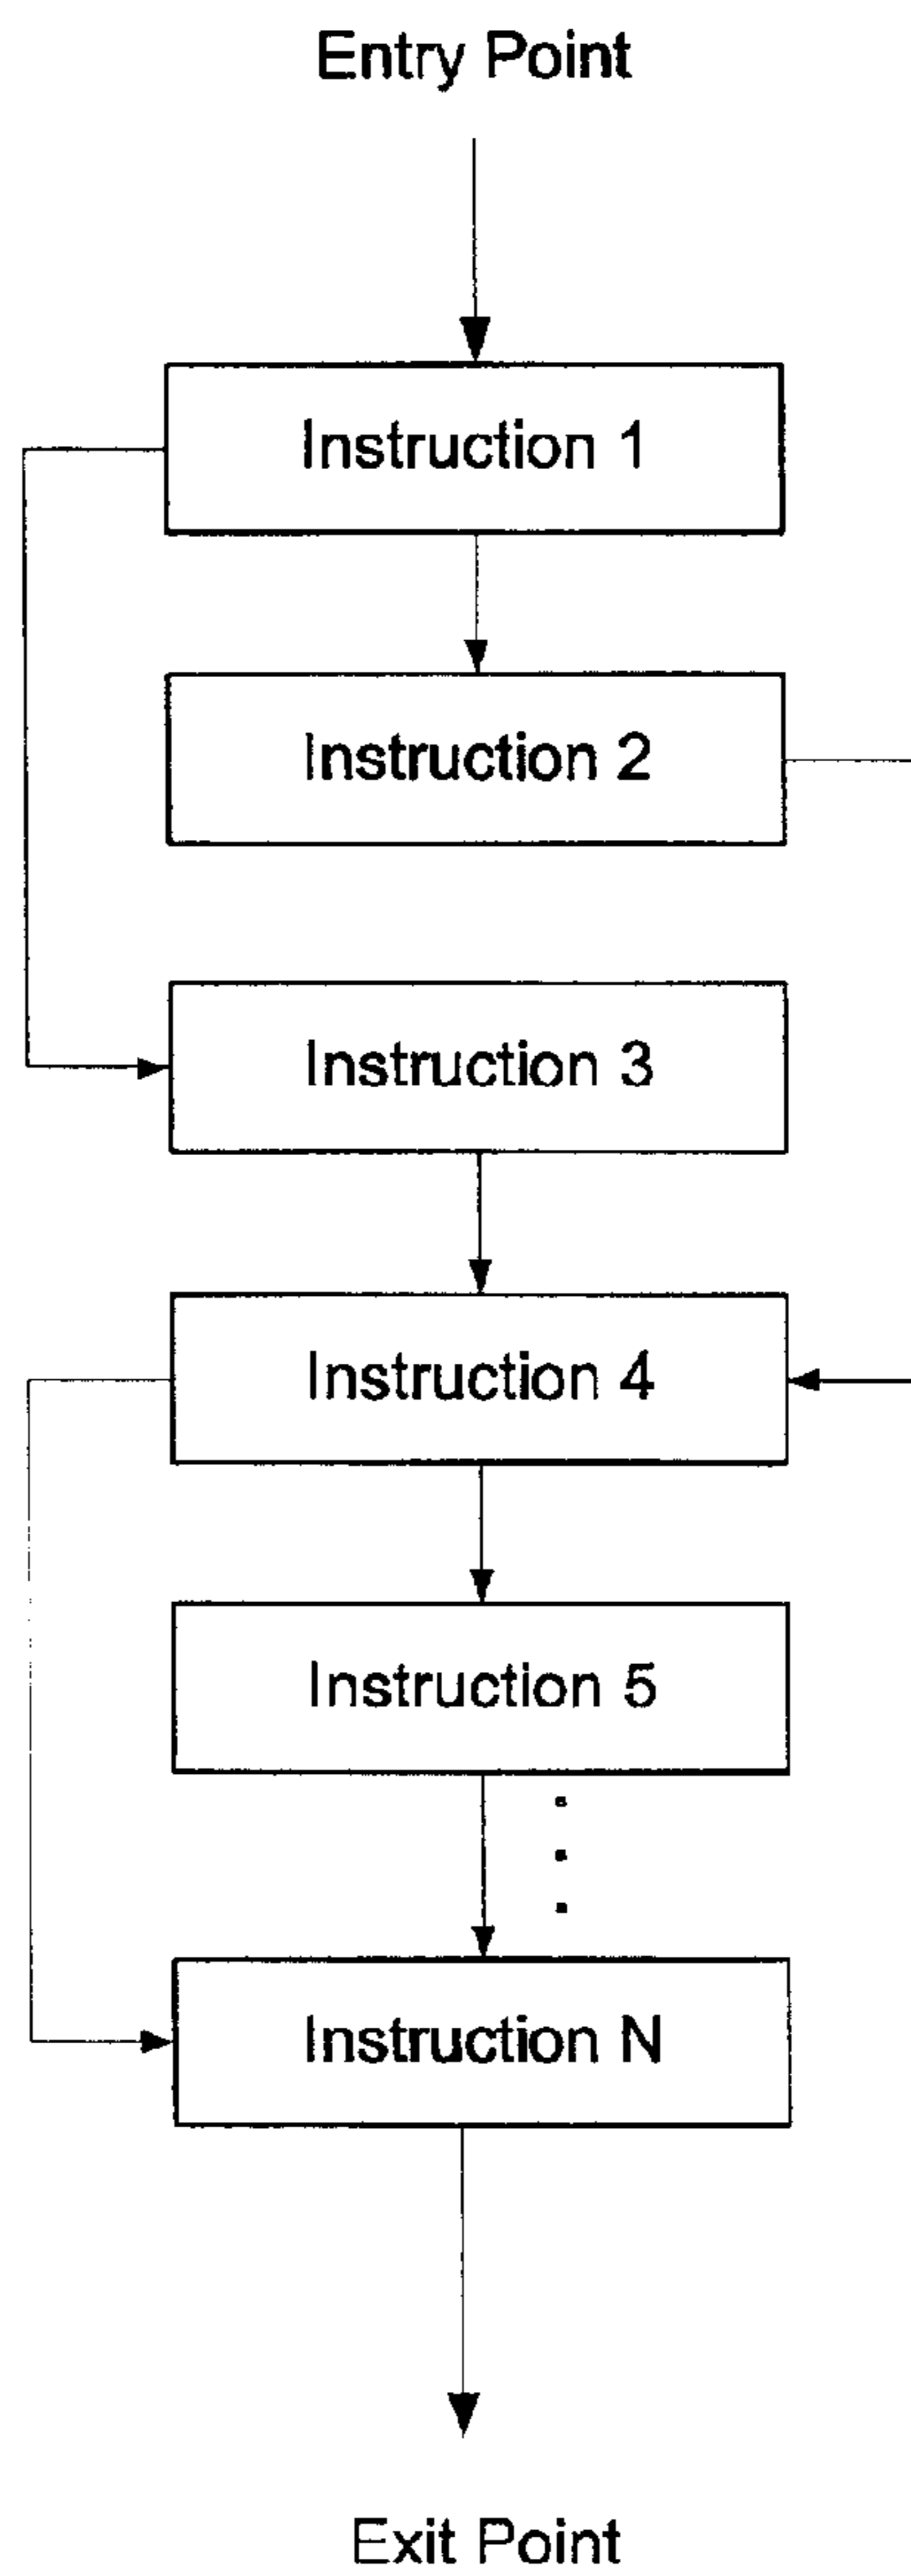 Entry Point
Instruction 1
Instruction 2
Instruction 3
Instruction 4
Instruction 5
Instruction N
Exit Point